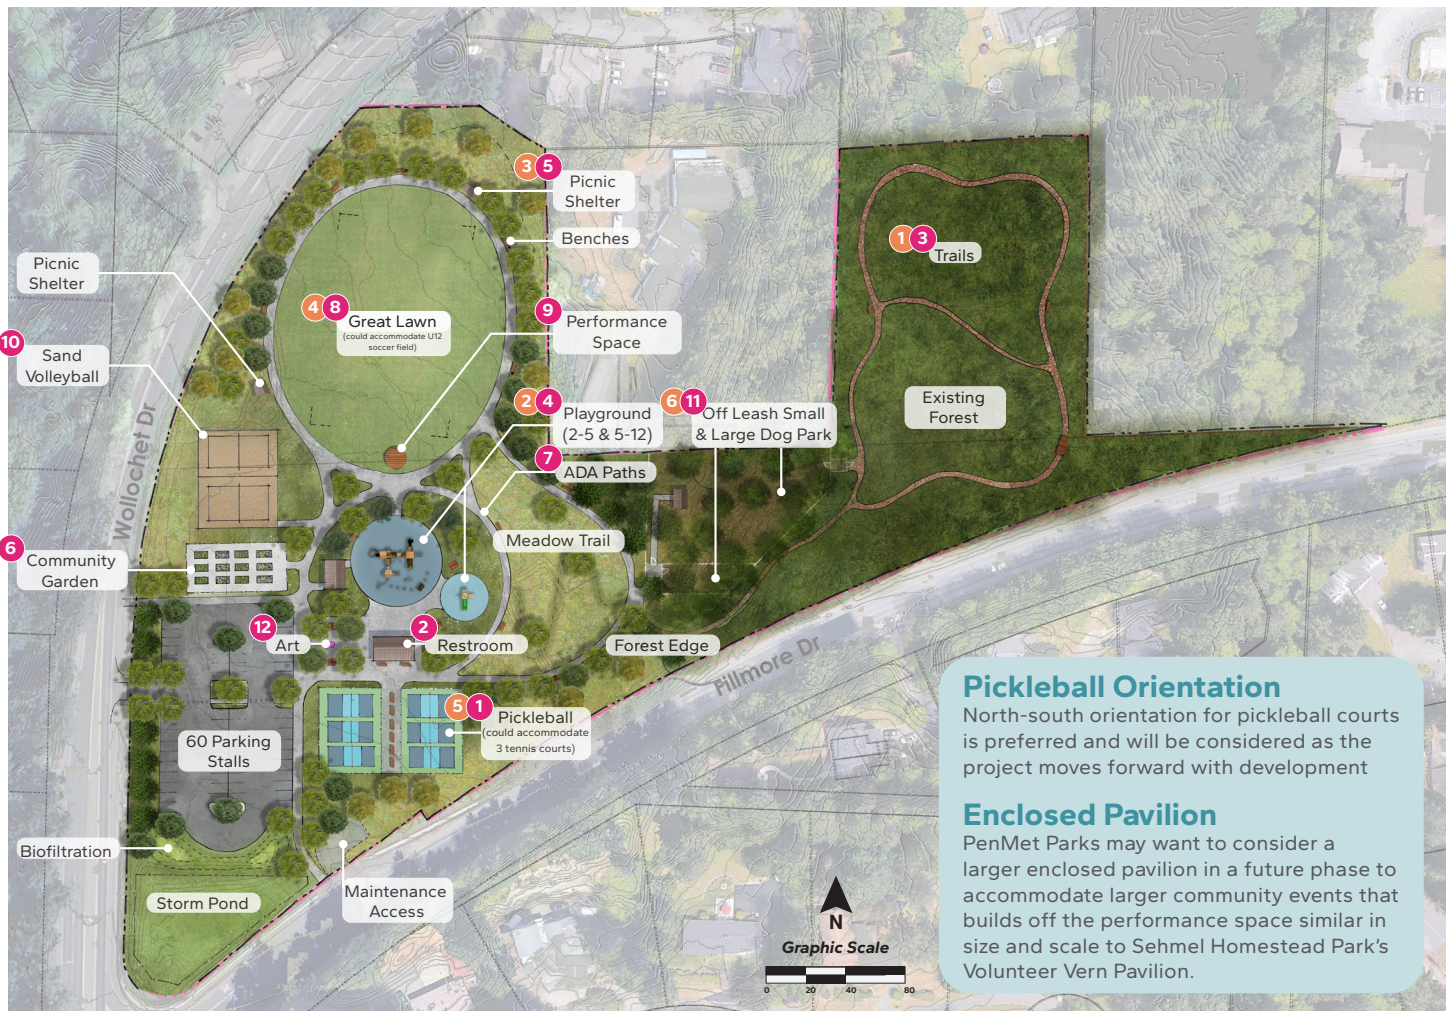 3 5
Picnic
Shelter
Benches
1 3
Trails
Picnic
Shelter
4 8
Great Lawn
(could accommodate U12
soccer field)
9
Performance
Space
10
Sand
Volleyball
2 4
Playground
(2-5 & 5-12)
6 11
Off Leash Small
& Large Dog Park
Existing
Forest
7
ADA Paths
Wollochet Dr
Meadow Trail
6
Community
Garden
12
Art
2
Restroom
Forest Edge
Fillmore Dr
5 1
Pickleball
(could accommodate
3 tennis courts)
60 Parking
Stalls
Biofiltration
Storm Pond
Maintenance
Access
N
Graphic Scale
0 20 40 80
Pickleball Orientation
North-south orientation for pickleball courts
is preferred and will be considered as the
project moves forward with development
Enclosed Pavilion
PenMet Parks may want to consider a
larger enclosed pavilion in a future phase to
accommodate larger community events that
builds off the performance space similar in
size and scale to Sehmel Homestead Park's
Volunteer Vern Pavilion.